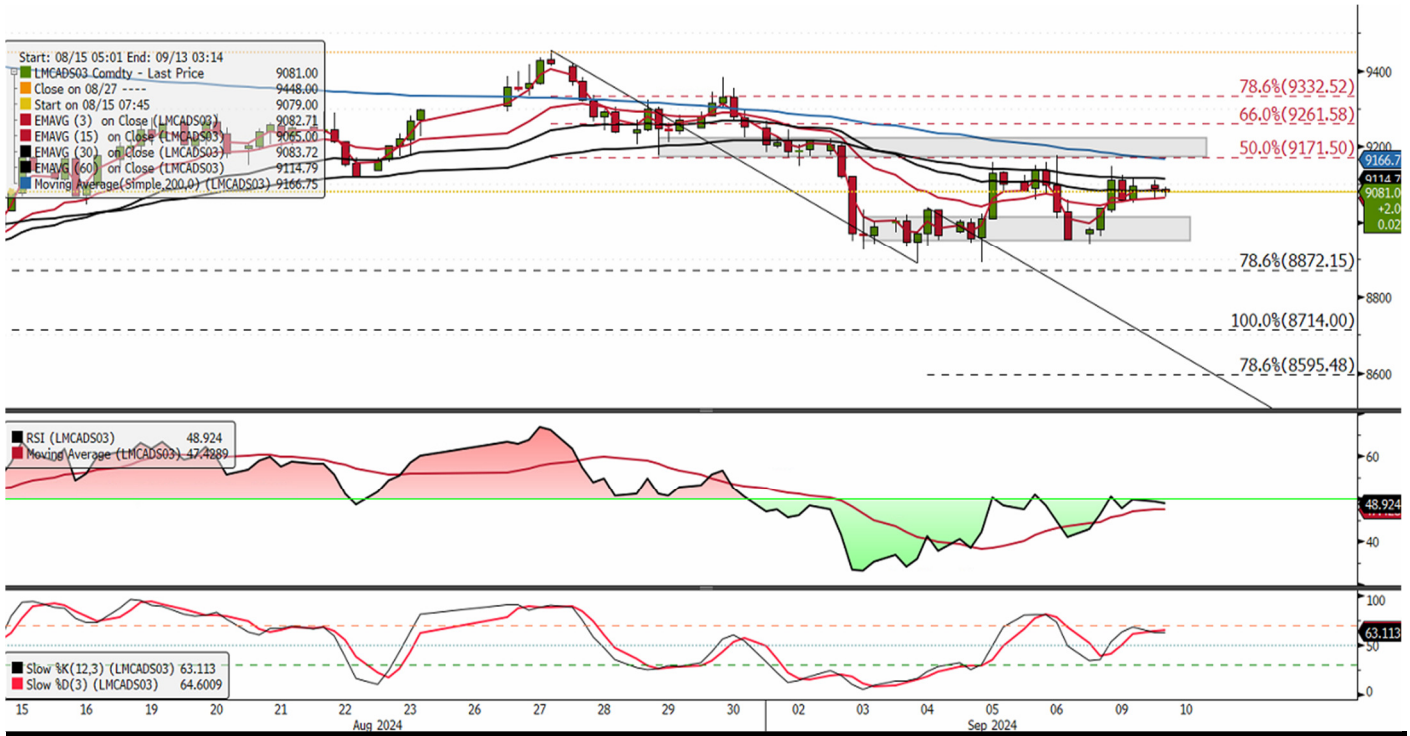 Start: 08/15 05:01 End: 09/13 03:14
LMCADS03 Comdty - Last Price 9081.00
Close on 08/27 ---- 9448.00
Start on 08/15 07:45 9079.00
EMAVG (3) on Close (LMCADS03) 9082.71
EMAVG (15) on Close (LMCADS03) 9065.00
EMAVG (30) on Close (LMCADS03) 9083.72
EMAVG (60) on Close (LMCADS03) 9114.79
Moving Average(Simple,200,0) (LMCADS03) 9166.75
9400
78.6%(9332.52)
66.0%(9261.58)
9200
50.0%(9171.50)
9166.7
9114.7
9081.0
+2.0
0.02
78.6%(8872.15)
8800
100.0%(8714.00)
78.6%(8595.48)
8600
RSI (LMCADS03) 48.924
Moving Average (LMCADS03) 47.4289
60
48.924
40
Slow %K(12,3) (LMCADS03) 63.113
Slow %D(3) (LMCADS03) 64.6009
100
63.113
50
0
15 16 19 20 21 22 23 26 27 28 29 30 02 03 04 05 06 09 10
Aug 2024 Sep 2024